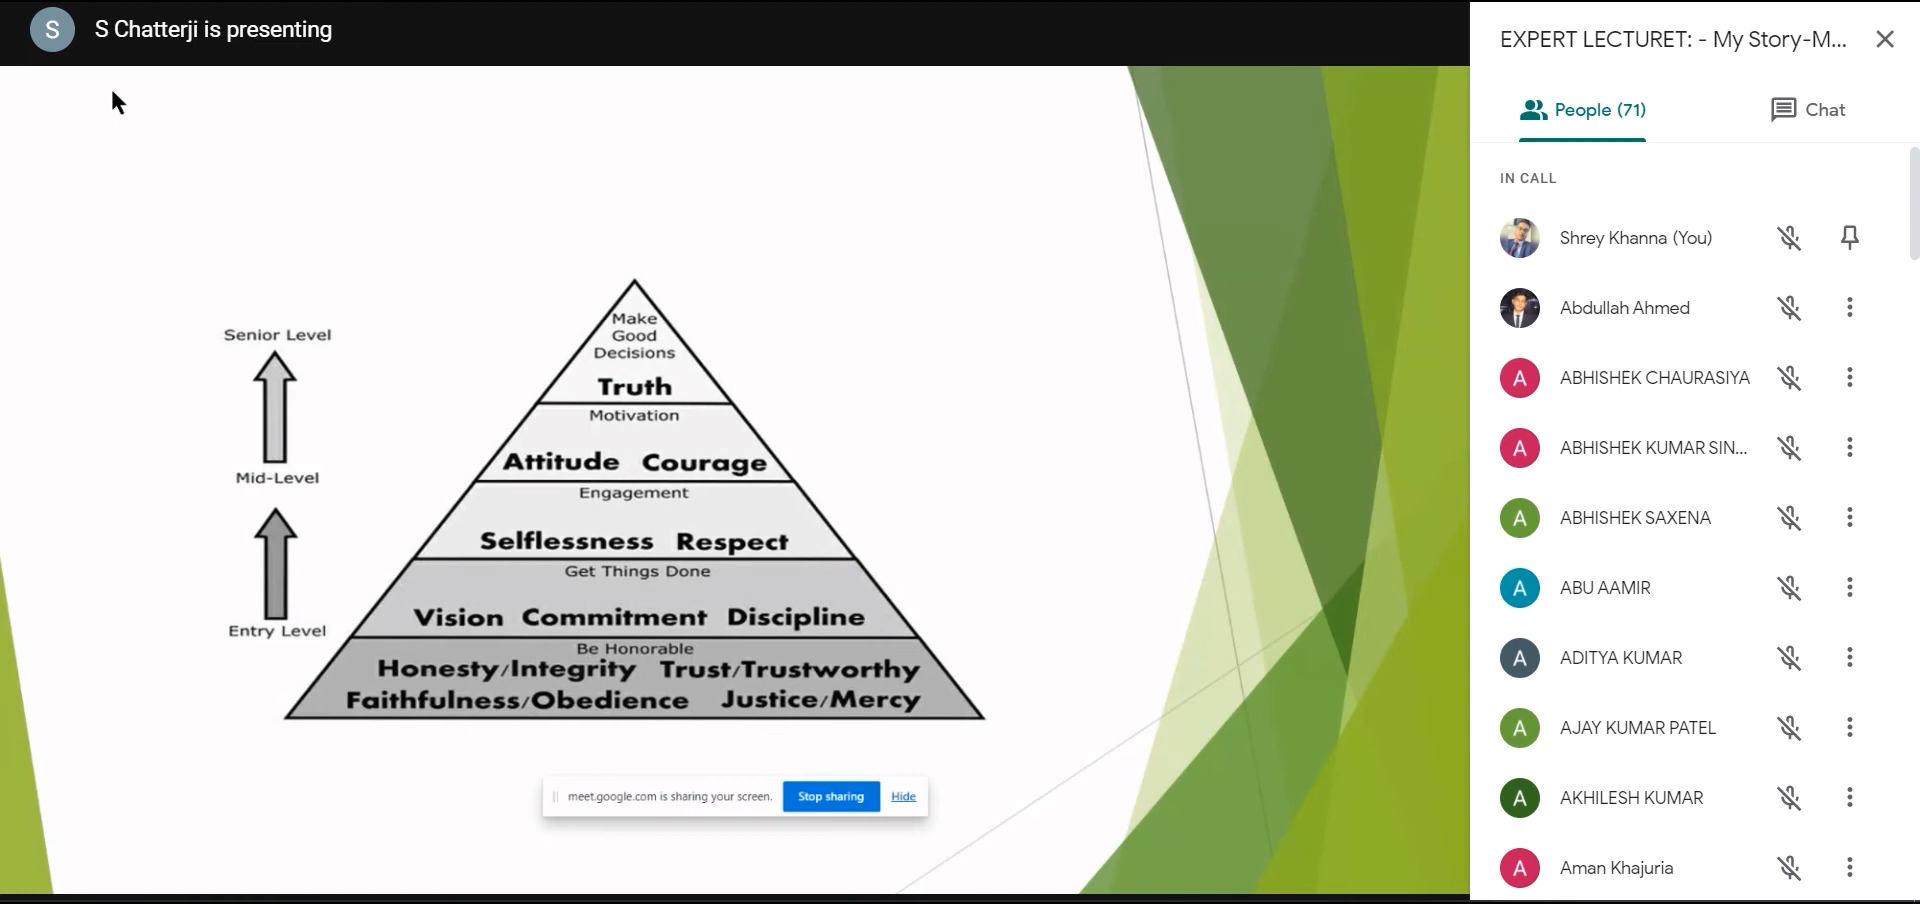 S
S Chatterji is presenting
Senior Level
Mid-Level
Entry Level
Make
Good
Decisions
Truth
Motivation
Attitude Courage
Engagement
Selflessness Respect
Get Things Done
Vision Commitment Discipline
Be Honorable
Honesty/Integrity Trust/Trustworthy
Faithfulness/Obedience Justice/Mercy
meet.google.com is sharing your screen. Stop sharing Hide
EXPERT LECTURET: - My Story-M...
People (71) Chat
IN CALL
Shrey Khanna (You)
Abdullah Ahmed
A ABHISHEK CHAURASIYA
A ABHISHEK KUMAR SIN...
A ABHISHEK SAXENA
A ABU AAMIR
A ADITYA KUMAR
A AJAY KUMAR PATEL
A AKHILESH KUMAR
A Aman Khajuria